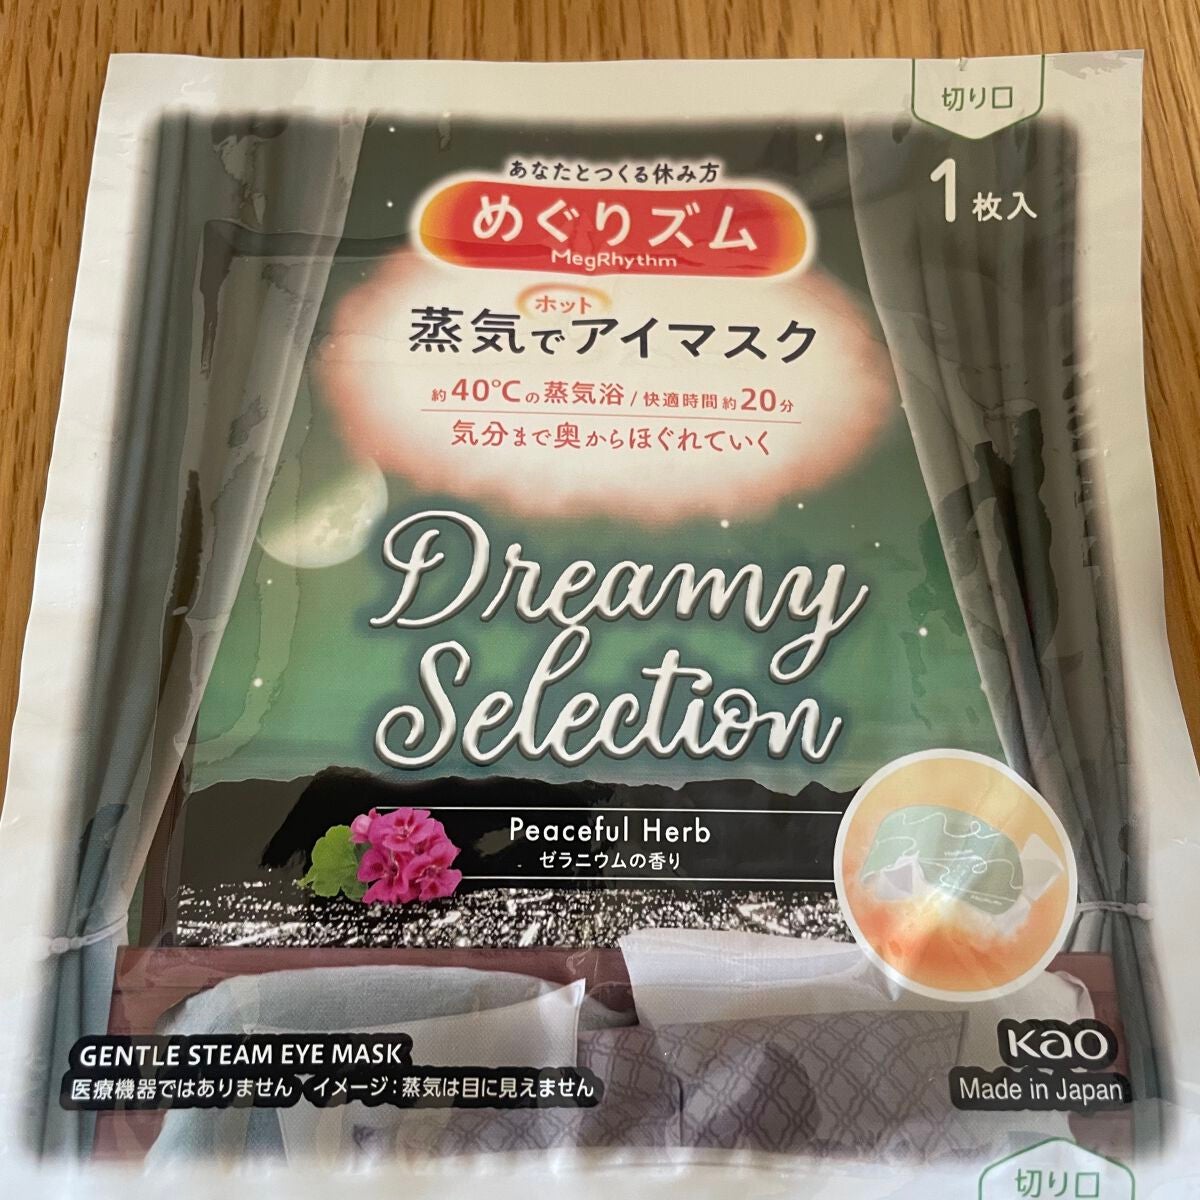 切り口
1枚入
あなたとつくる休み方
めぐりズム
MegRhythm
ホット
蒸気でアイマスク
約40℃の蒸気浴/快適時間約20分
気分まで奥からほぐれていく
Dreamy
Selection
Peaceful Herb
ゼラニウムの香り
GENTLE STEAM EYE MASK
医療機器ではありません イメージ:蒸気は目に見えません
Kao
Made in Japan
切り口